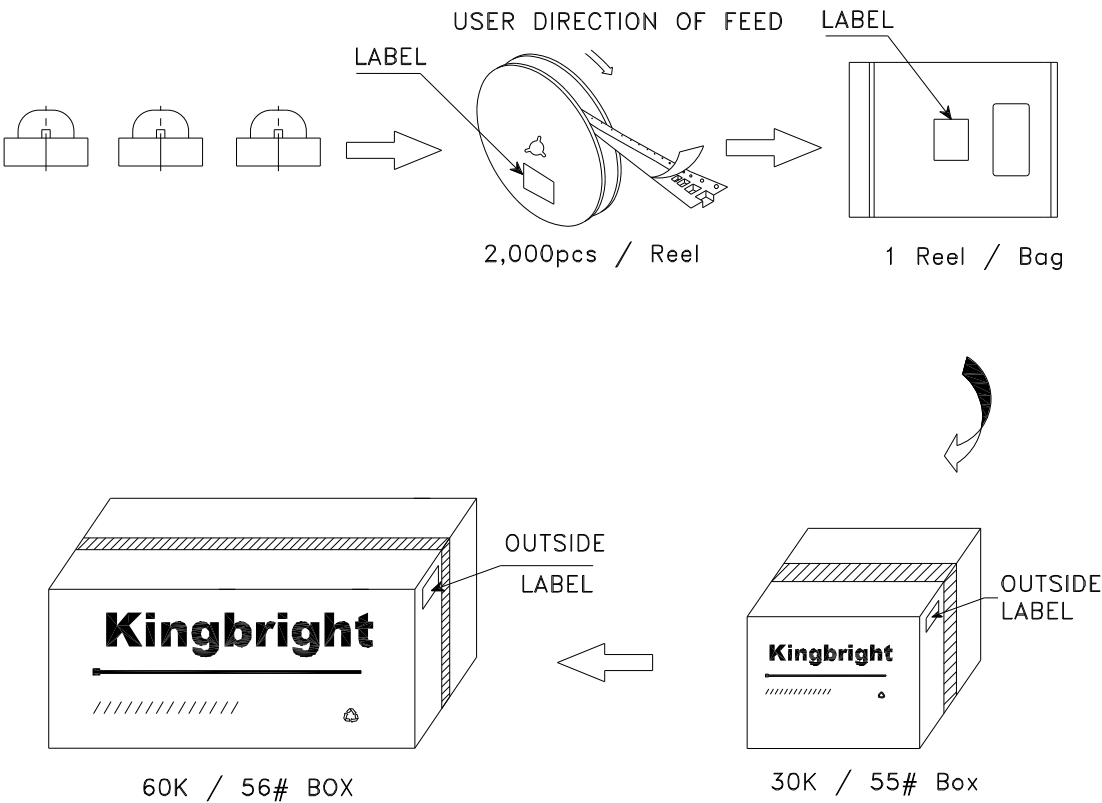 USER DIRECTION OF FEED
LABEL
LABEL
2,000pcs / Reel
1 Reel / Bag
OUTSIDE
LABEL
Kingbright
60K / 56# BOX
OUTSIDE
LABEL
Kingbright
30K / 55# Box